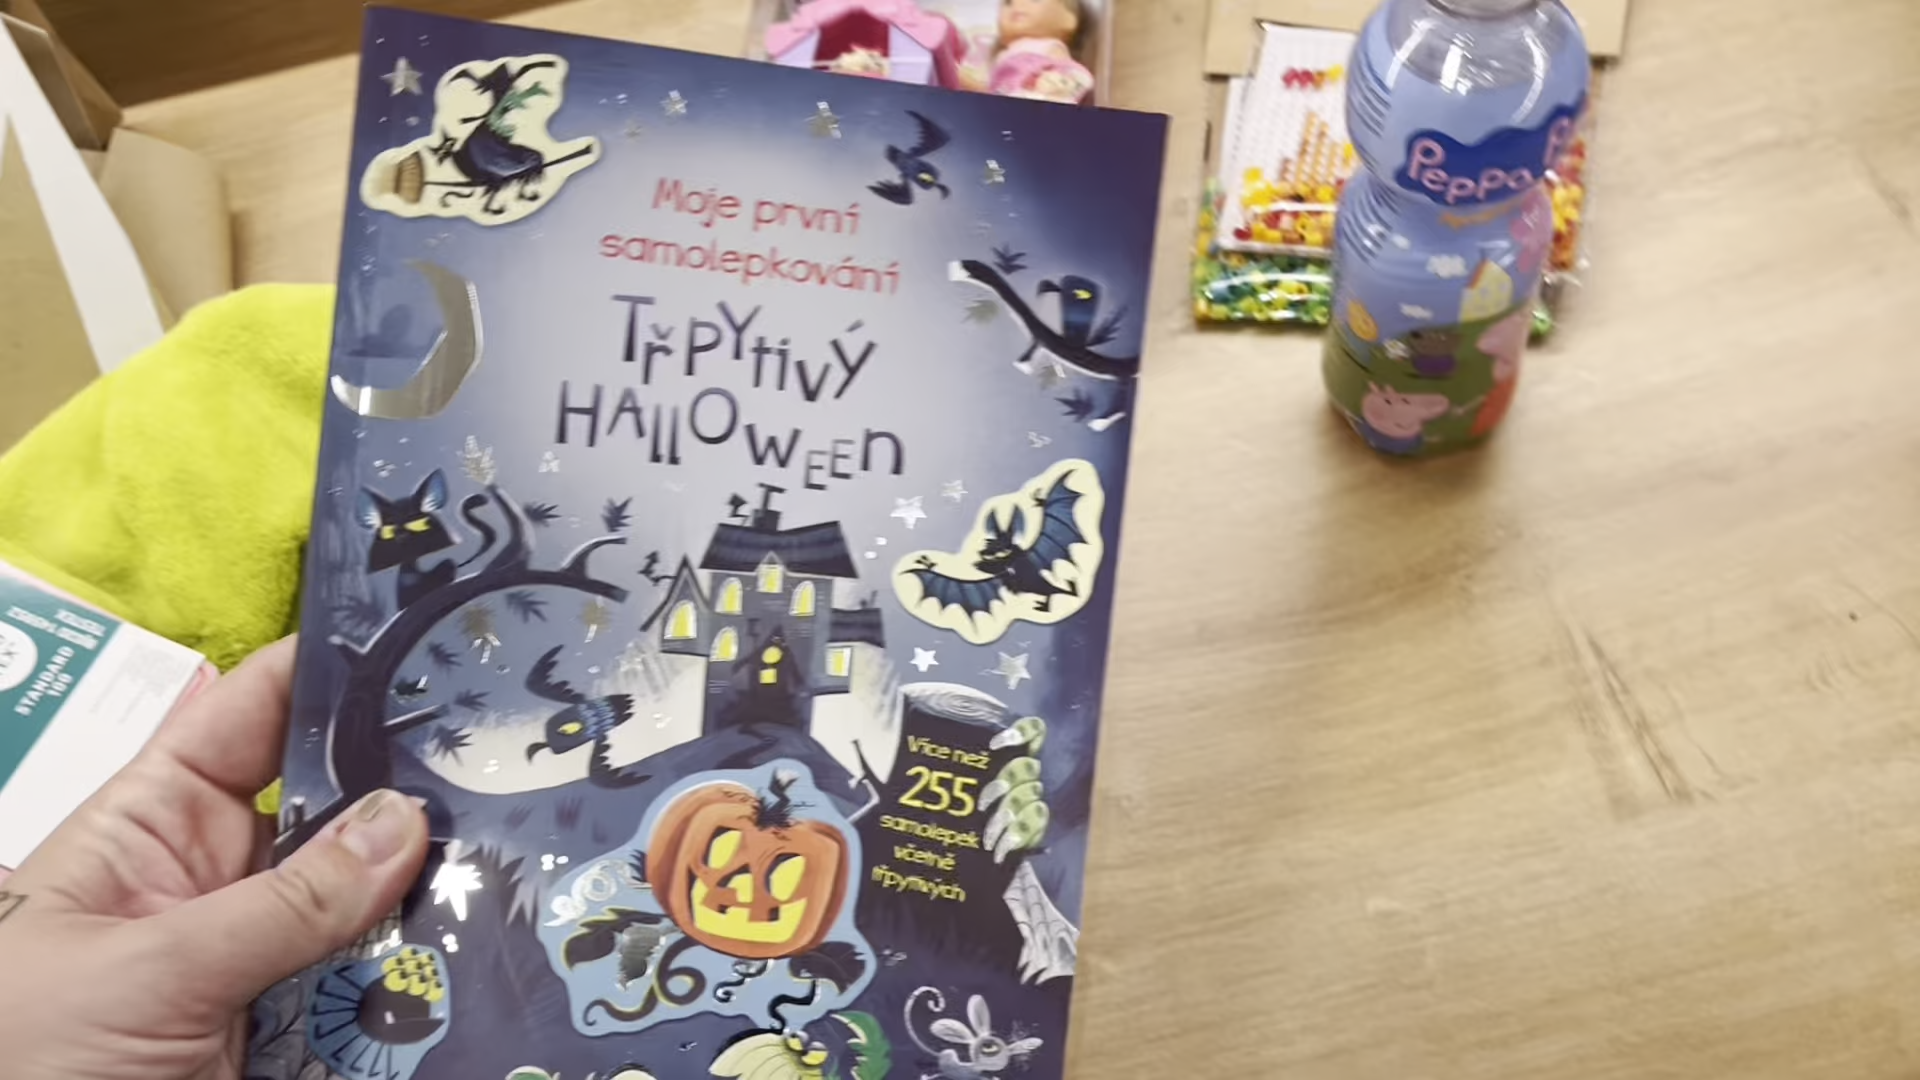 Moje první
samolepkování
Třpytivý
Halloween
Více než
255
samolepek
včetně
třpytivých
Peppa
STANDARD
100